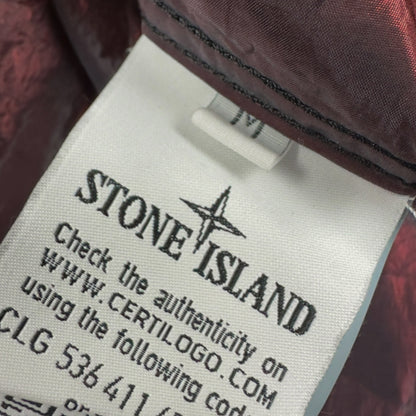 M
STONE ISLAND
Check the authenticity on
WWW.CERTILOGO.COM
using the following code
CLG 536 411